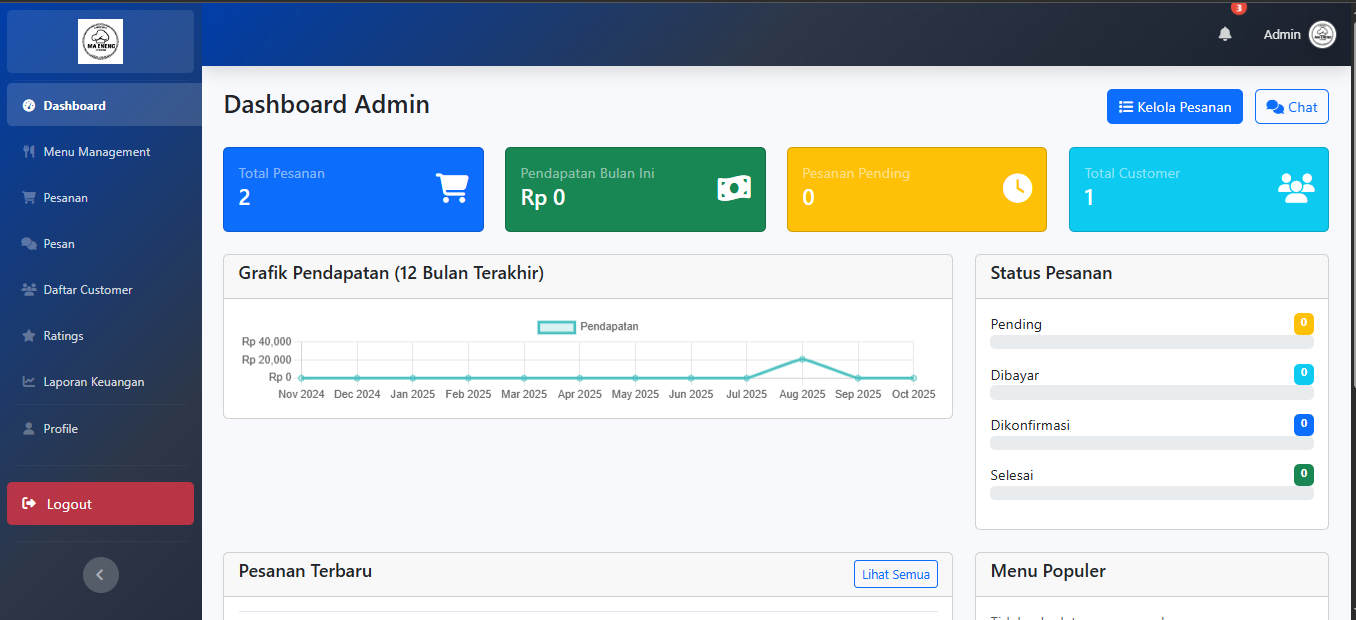 3
Admin
MA ENENG
Dashboard
Menu Management
Pesanan
Pesan
Daftar Customer
Ratings
Laporan Keuangan
Profile
Logout
Dashboard Admin
Kelola Pesanan
Chat
Total Pesanan
2
Pendapatan Bulan Ini
Rp 0
Pesanan Pending
0
Total Customer
1
Grafik Pendapatan (12 Bulan Terakhir)
Pendapatan
Rp 40,000
Rp 20,000
Rp 0
Nov 2024 Dec 2024 Jan 2025 Feb 2025 Mar 2025 Apr 2025 May 2025 Jun 2025 Jul 2025 Aug 2025 Sep 2025 Oct 2025
Status Pesanan
Pending 0
Dibayar 0
Dikonfirmasi 0
Selesai 0
Pesanan Terbaru
Lihat Semua
Menu Populer